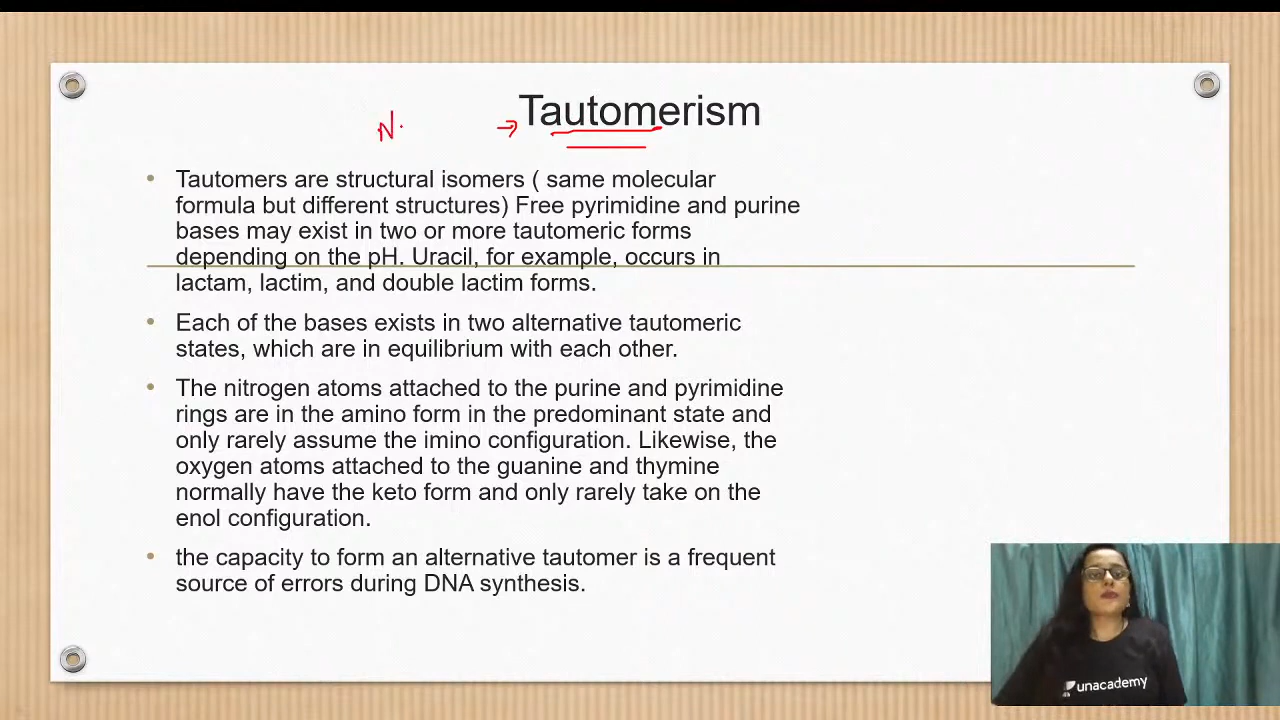 Tautomerism
N
• Tautomers are structural isomers ( same molecular
formula but different structures) Free pyrimidine and purine
bases may exist in two or more tautomeric forms
depending on the pH. Uracil, for example, occurs in
lactam, lactim, and double lactim forms.
• Each of the bases exists in two alternative tautomeric
states, which are in equilibrium with each other.
• The nitrogen atoms attached to the purine and pyrimidine
rings are in the amino form in the predominant state and
only rarely assume the imino configuration. Likewise, the
oxygen atoms attached to the guanine and thymine
normally have the keto form and only rarely take on the
enol configuration.
• the capacity to form an alternative tautomer is a frequent
source of errors during DNA synthesis.
unacademy